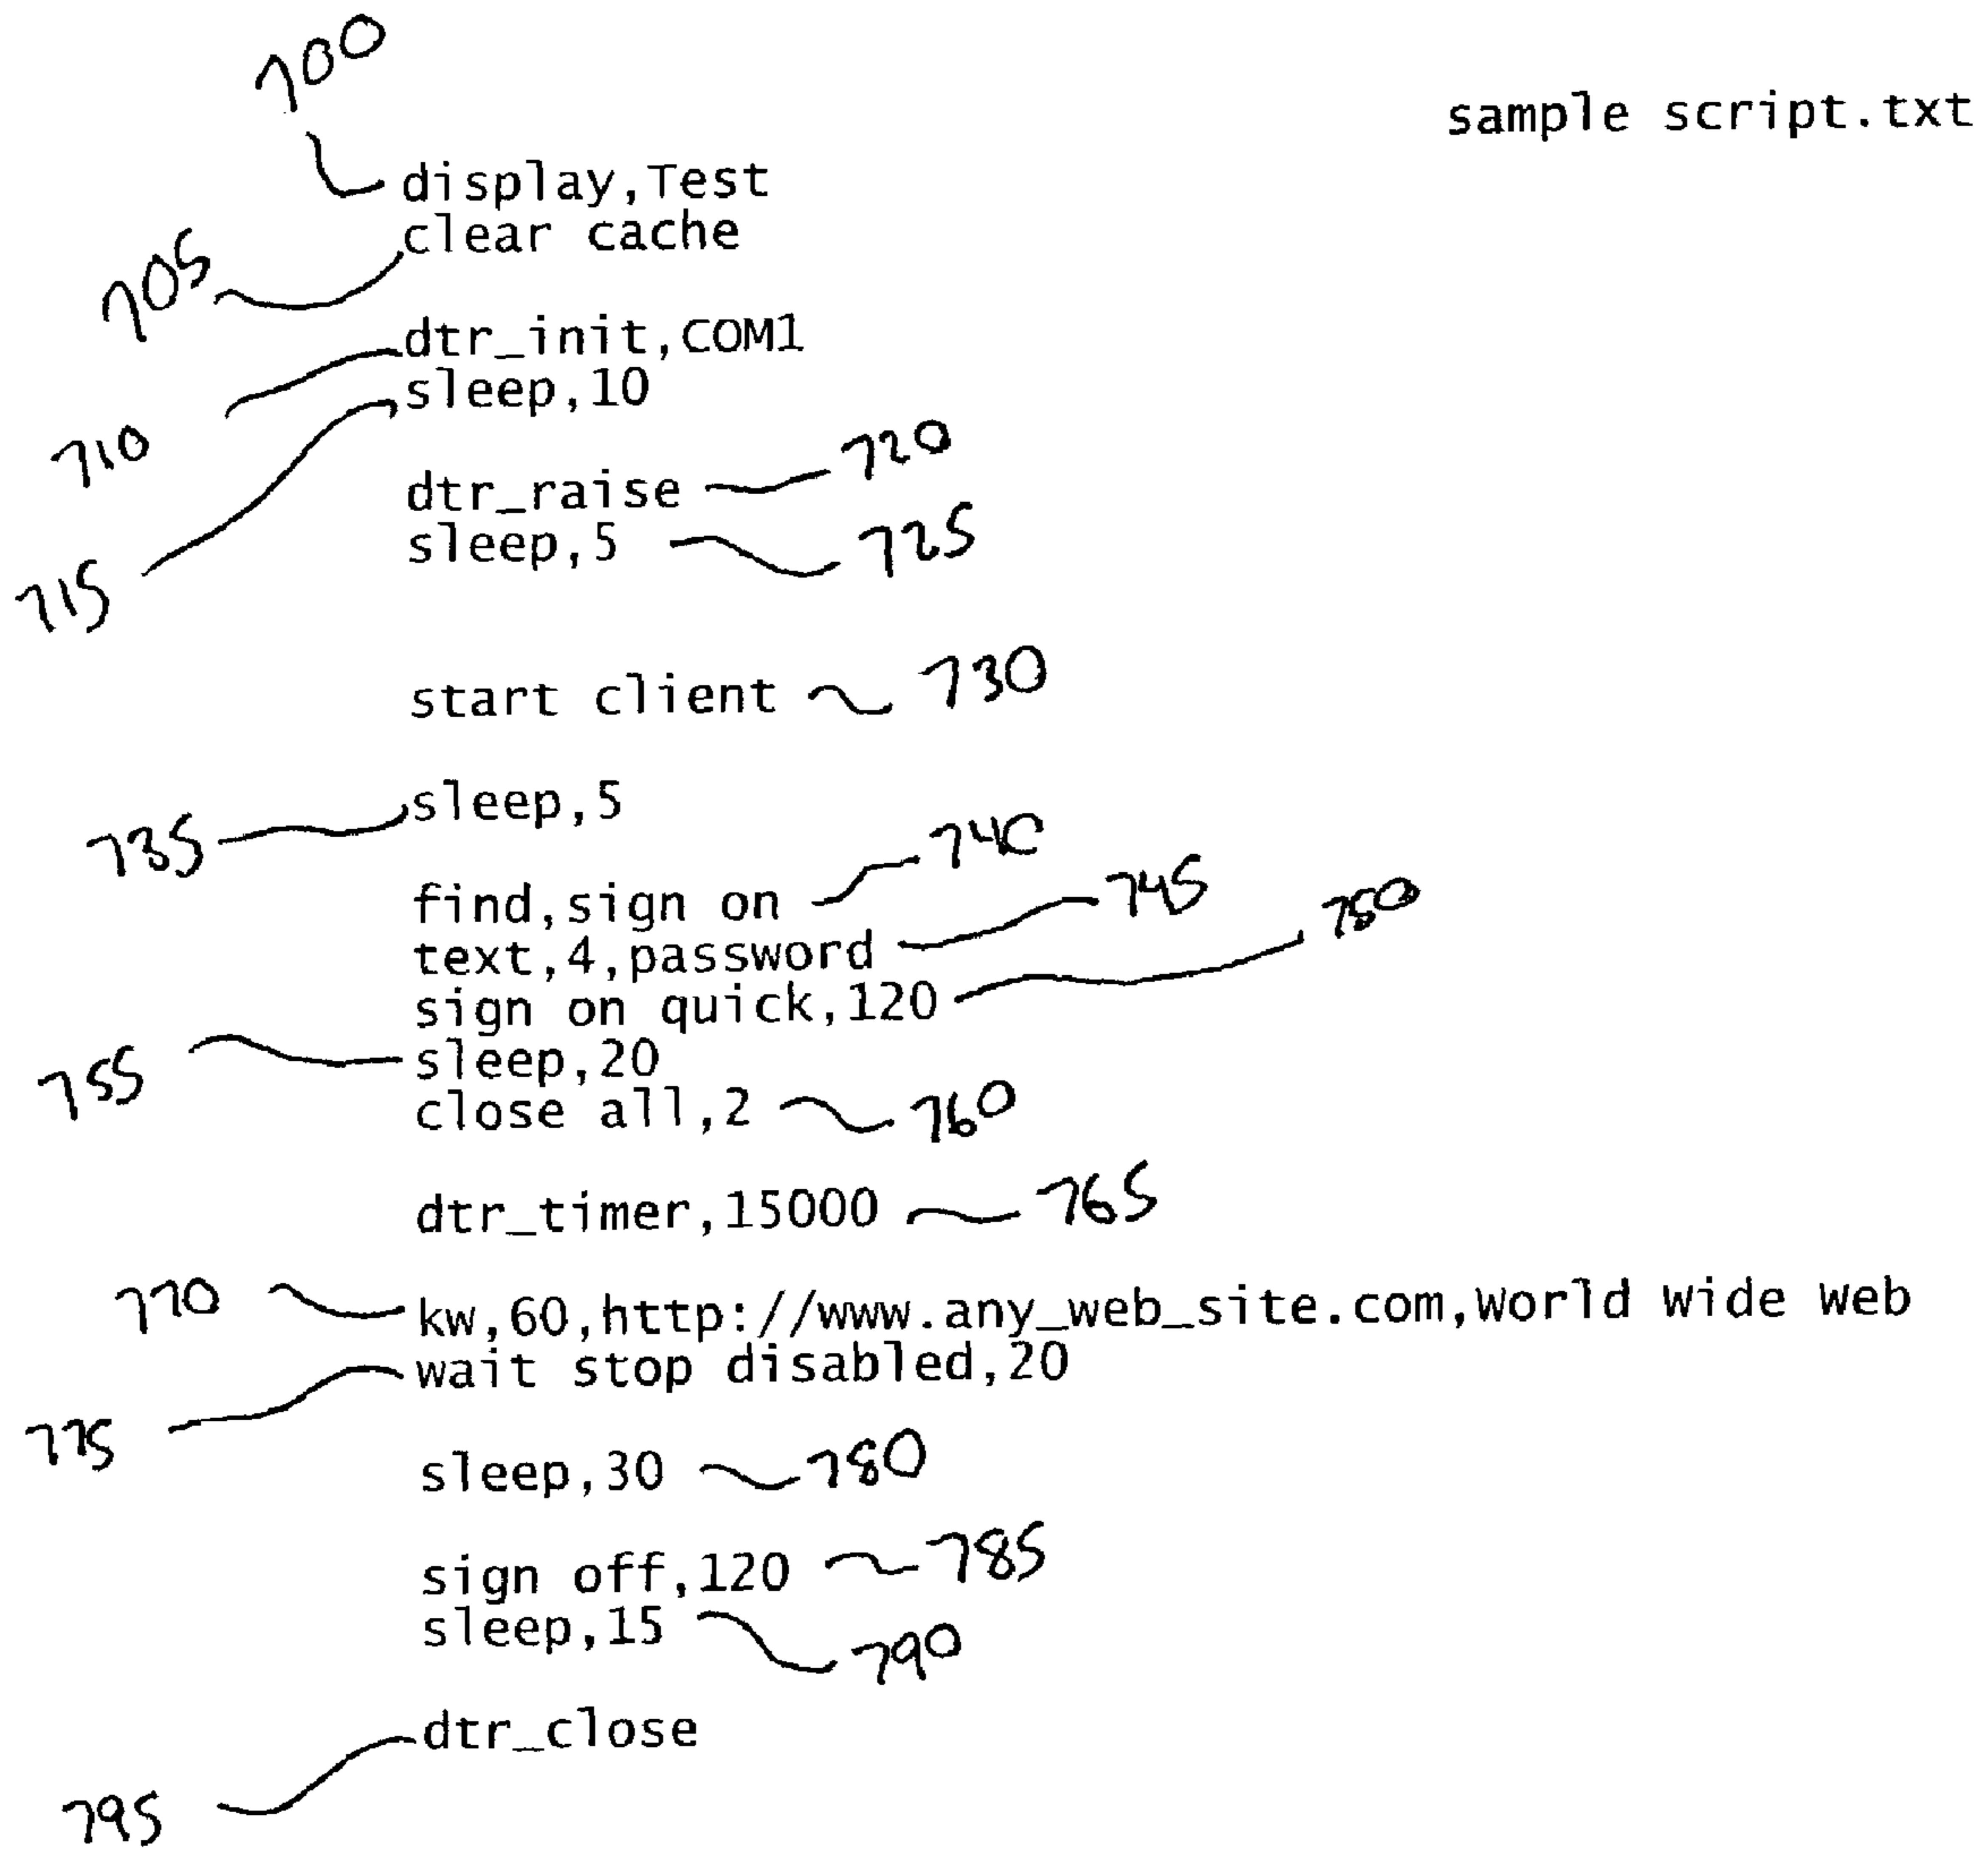 700
sample script.txt
display,Test
clear cache
705
dtr_init,COM1
sleep,10
710
dtr_raise 720
sleep,5 725
715
start client 730
sleep,5
735
find,sign on 740
text,4,password 745
sign on quick,120 750
755 sleep,20
close all,2 760
dtr_timer,15000 765
770 kw,60,http://www.any_web_site.com,World Wide Web
wait stop disabled,20
775
sleep,30 780
sign off,120 785
sleep,15 790
dtr_close
795